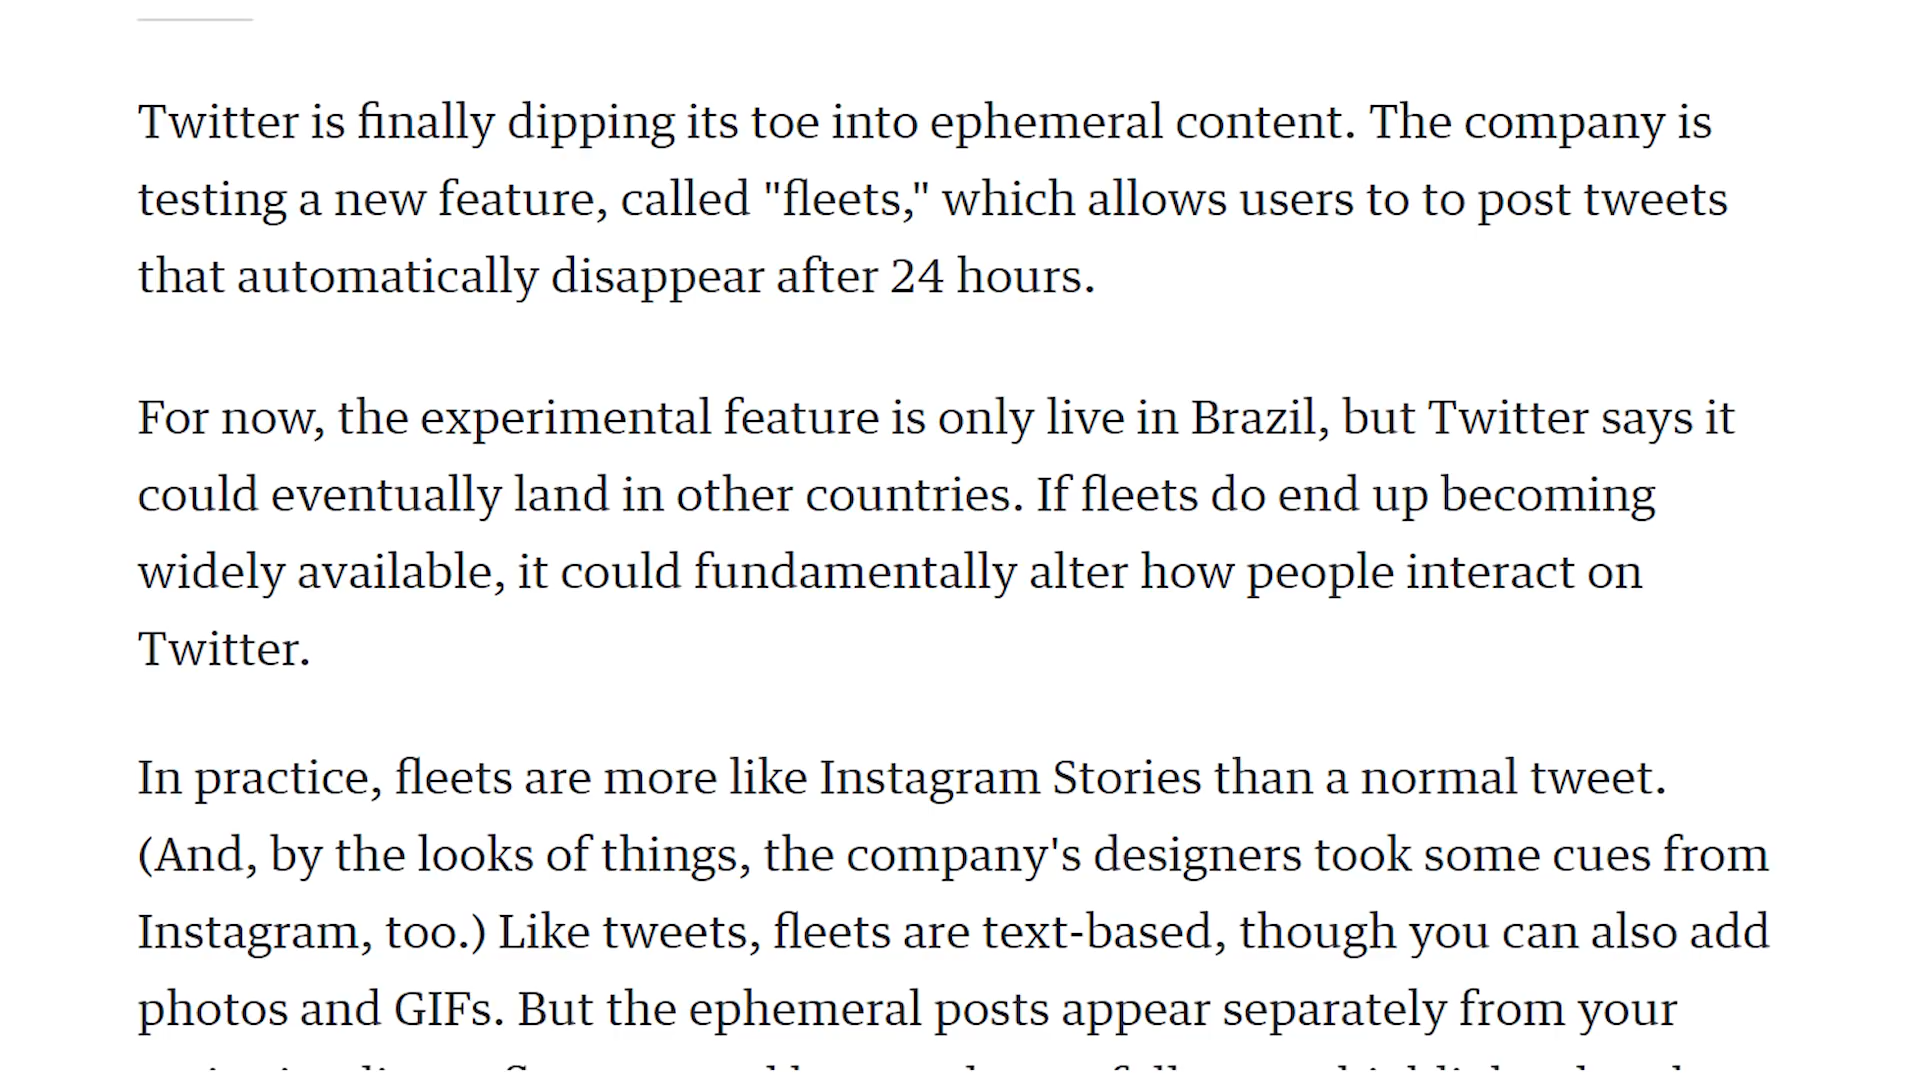 Twitter is finally dipping its toe into ephemeral content. The company is
testing a new feature, called "fleets," which allows users to to post tweets
that automatically disappear after 24 hours.
For now, the experimental feature is only live in Brazil, but Twitter says it
could eventually land in other countries. If fleets do end up becoming
widely available, it could fundamentally alter how people interact on
Twitter.
In practice, fleets are more like Instagram Stories than a normal tweet.
(And, by the looks of things, the company's designers took some cues from
Instagram, too.) Like tweets, fleets are text-based, though you can also add
photos and GIFs. But the ephemeral posts appear separately from your